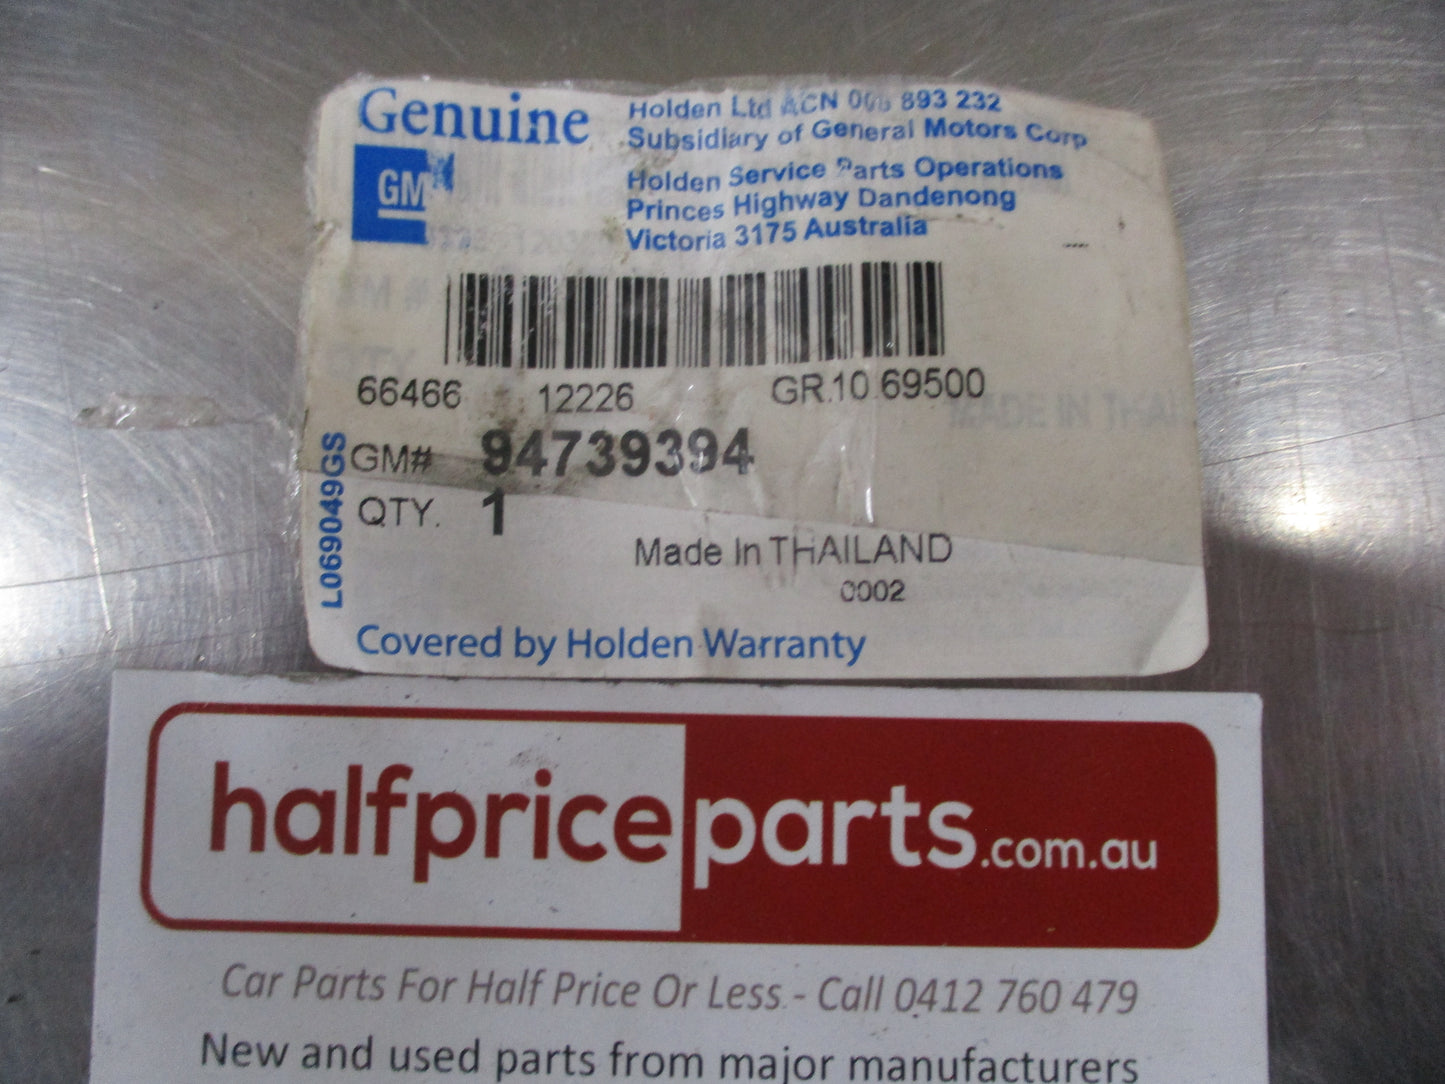 Genuine
GM
Holden Ltd ACN 006 893 232
Subsidiary of General Motors Corp
Holden Service Parts Operations
Princes Highway Dandenong
Victoria 3175 Australia
66466 12226 GR.10.69500
GM# 94739394
QTY. 1
Made In THAILAND
0002
L069049GS
Covered by Holden Warranty
MADE IN THAI
halfpriceparts.com.au
Car Parts For Half Price Or Less - Call 0412 760 479
New and used parts from major manufacturers